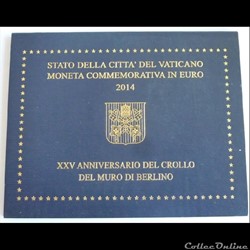 STATO DELLA CITTA' DEL VATICANO
MONETA COMMEMORATIVA IN EURO
2014
XXV ANNIVERSARIO DEL CROLLO
DEL MURO DI BERLINO
© CollecOnline